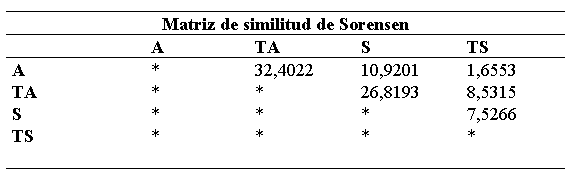 Matriz de similitud de Sorensen
A TA S TS
A * 32,4022 10,9201 1,6553
TA * * 26,8193 8,5315
S * * * 7,5266
TS * * * *